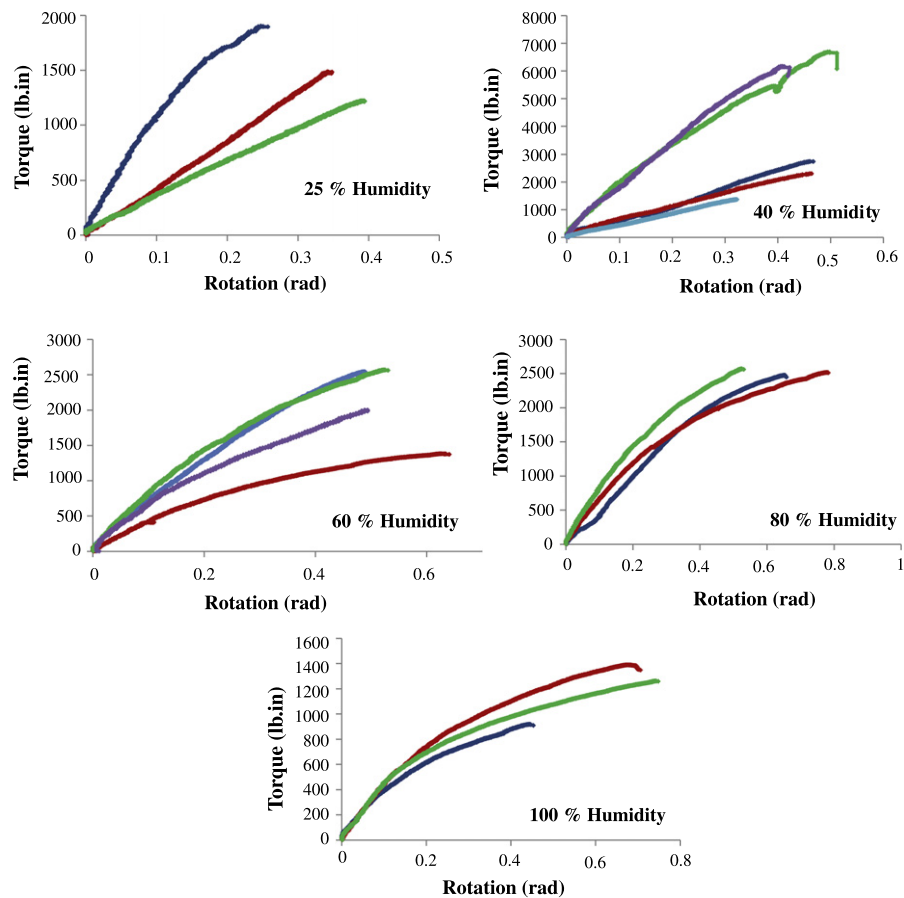 2000
1500
1000
500
0
Torque (lb.in)
25 % Humidity
0 0.1 0.2 0.3 0.4 0.5
Rotation (rad)
8000
7000
6000
5000
4000
3000
2000
1000
0
Torque (lb.in)
40 % Humidity
0 0.1 0.2 0.3 0.4 0.5 0.6
Rotation (rad)
3000
2500
2000
1500
1000
500
0
Torque (lb.in)
60 % Humidity
0 0.2 0.4 0.6
Rotation (rad)
3000
2500
2000
1500
1000
500
0
Torque (lb.in)
80 % Humidity
0 0.2 0.4 0.6 0.8 1
Rotation (rad)
1600
1400
1200
1000
800
600
400
200
0
Torque (lb.in)
100 % Humidity
0 0.2 0.4 0.6 0.8
Rotation (rad)